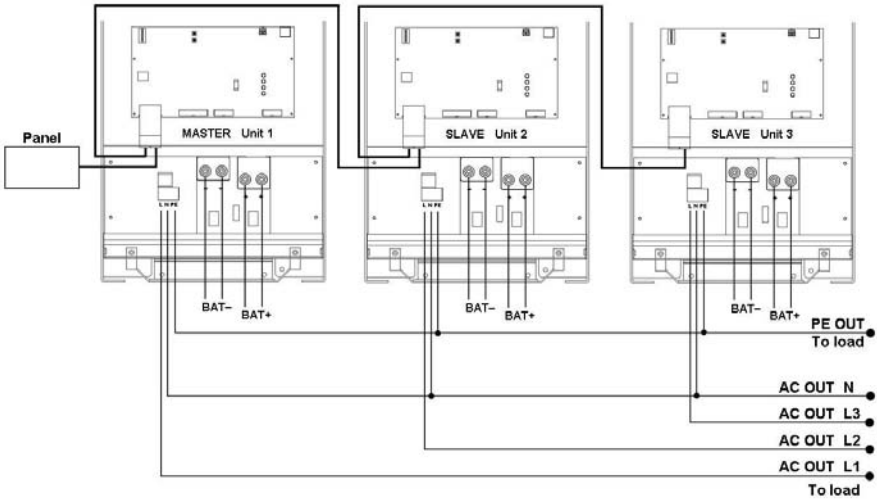 Panel
MASTER Unit 1
SLAVE Unit 2
SLAVE Unit 3
L N PE
L N PE
L N PE
BAT–
BAT+
BAT–
BAT+
BAT–
BAT+
PE OUT
To load
AC OUT N
AC OUT L3
AC OUT L2
AC OUT L1
To load